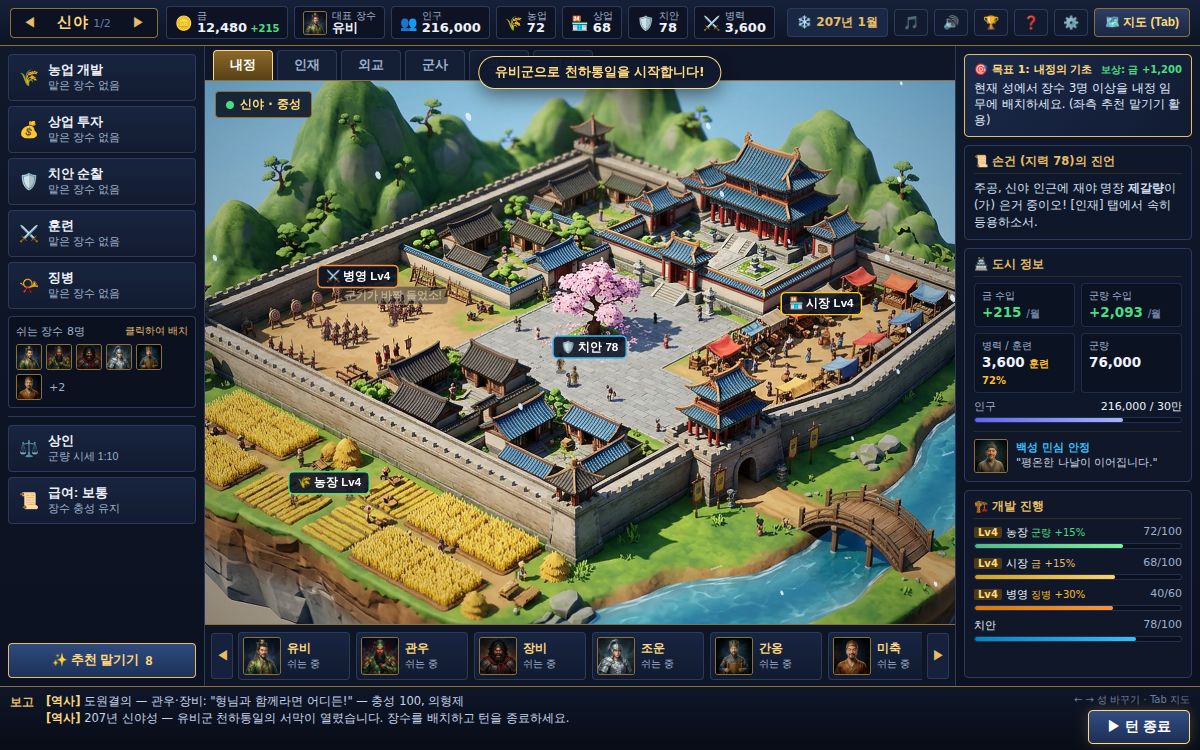 ◀ 신야 1/2 ▶
금 12,480 +215
대표 장수 유비
인구 216,000
농업 72
상업 68
치안 78
병력 3,600
207년 1월
지도 (Tab)
농업 개발
맡은 장수 없음
상업 투자
맡은 장수 없음
치안 순찰
맡은 장수 없음
훈련
맡은 장수 없음
징병
맡은 장수 없음
쉬는 장수 8명 클릭하여 배치
+2
상인
군량 시세 1:10
급여: 보통
장수 충성 유지
추천 맡기기 8
내정 인재 외교 군사
유비군으로 천하통일을 시작합니다!
신야 · 중성
병영 Lv4
시장 Lv4
치안 78
농장 Lv4
◀
유비
쉬는 중
관우
쉬는 중
장비
쉬는 중
조운
쉬는 중
간옹
쉬는 중
미축
쉬는 중
▶
목표 1: 내정의 기초 보상: 금 +1,200
현재 성에서 장수 3명 이상을 내정 임
무에 배치하세요. (좌측 추천 맡기기 활
용)
손건 (지력 78)의 진언
주공, 신야 인근에 재야 명장 제갈량이
(가) 은거 중이오! [인재] 탭에서 속히
등용하소서.
도시 정보
금 수입
+215 /월
군량 수입
+2,093 /월
병력 / 훈련
3,600 훈련
72%
군량
76,000
인구 216,000 / 30만
백성 민심 안정
"평온한 나날이 이어집니다."
개발 진행
Lv4 농장 군량 +15% 72/100
Lv4 시장 금 +15% 68/100
Lv4 병영 징병 +30% 40/60
치안 78/100
보고 [역사] 도원결의 — 관우·장비: "형님과 함께라면 어디든!" — 충성 100, 의형제
[역사] 207년 신야성 — 유비군 천하통일의 서막이 열렸습니다. 장수를 배치하고 턴을 종료하세요.
←→ 성 바꾸기 · Tab 지도
▶ 턴 종료